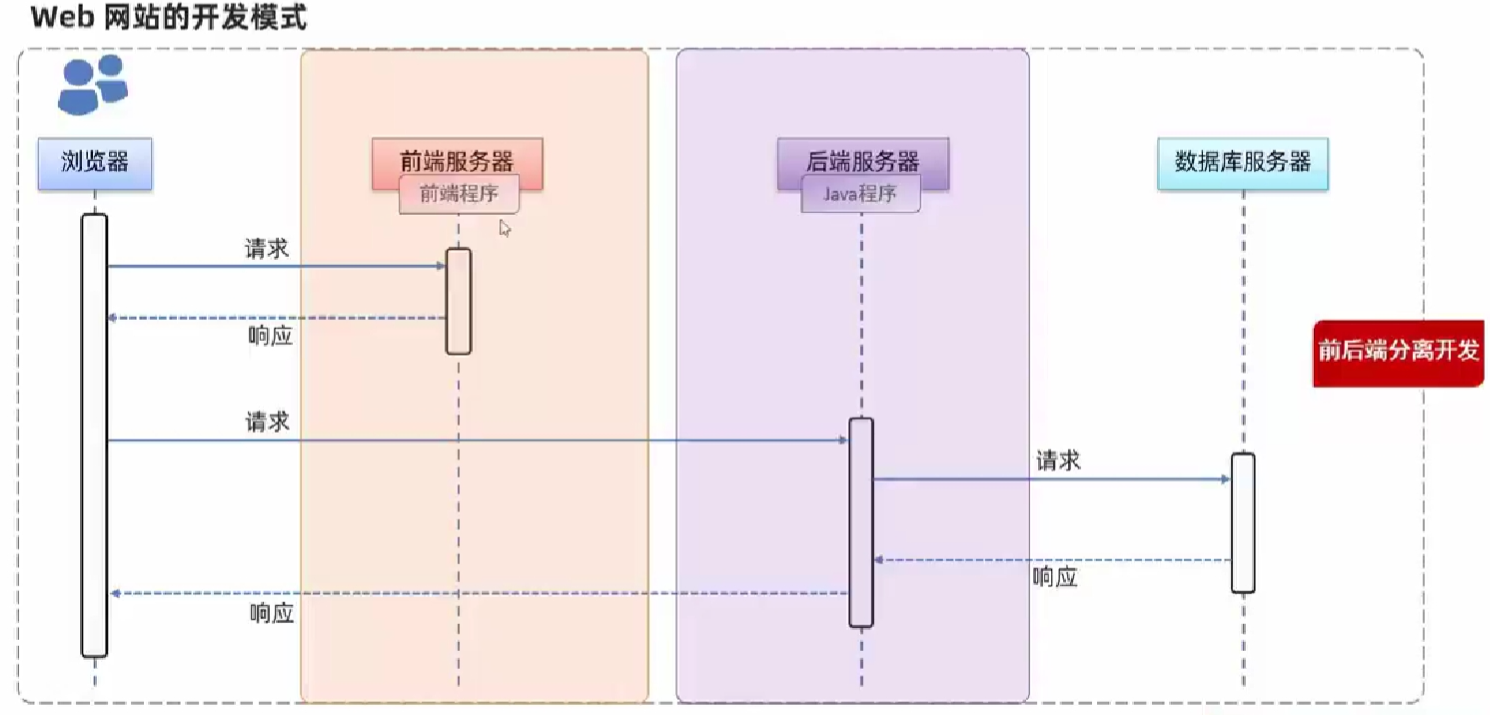 Web 网站的开发模式
浏览器
前端服务器
前端程序
后端服务器
Java程序
数据库服务器
请求
响应
前后端分离开发
请求
请求
响应
响应